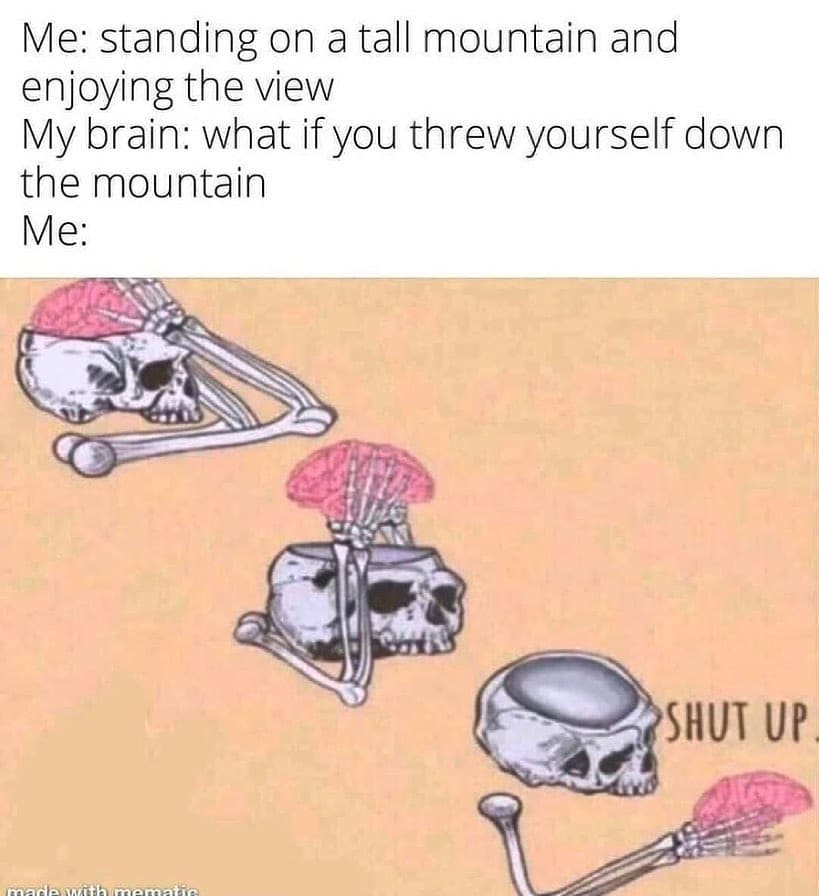 Me: standing on a tall mountain and
enjoying the view
My brain: what if you threw yourself down
the mountain
Me:
SHUT UP.
made with mematic